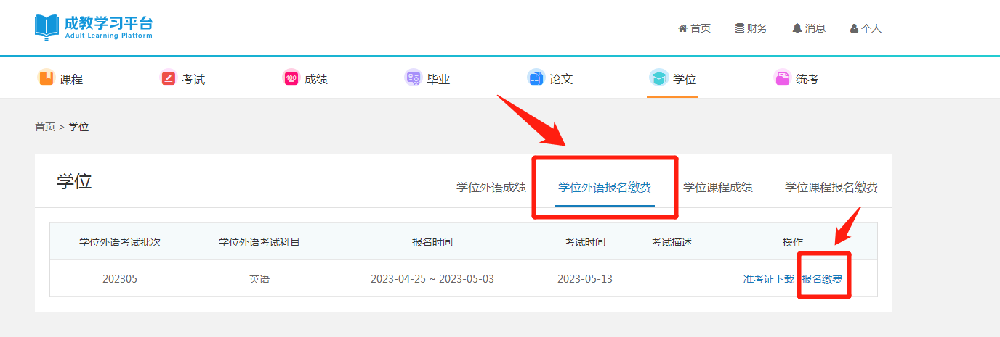 成教学习平台
Adult Learning Platform
首页 财务 消息 个人
课程 考试 100 成绩 毕业 论文 学位 统考
首页 > 学位
学位
学位外语成绩 学位外语报名缴费 学位课程成绩 学位课程报名缴费
学位外语考试批次 学位外语考试科目 报名时间 考试时间 考试描述 操作
202305 英语 2023-04-25 ~ 2023-05-03 2023-05-13 准考证下载 报名缴费